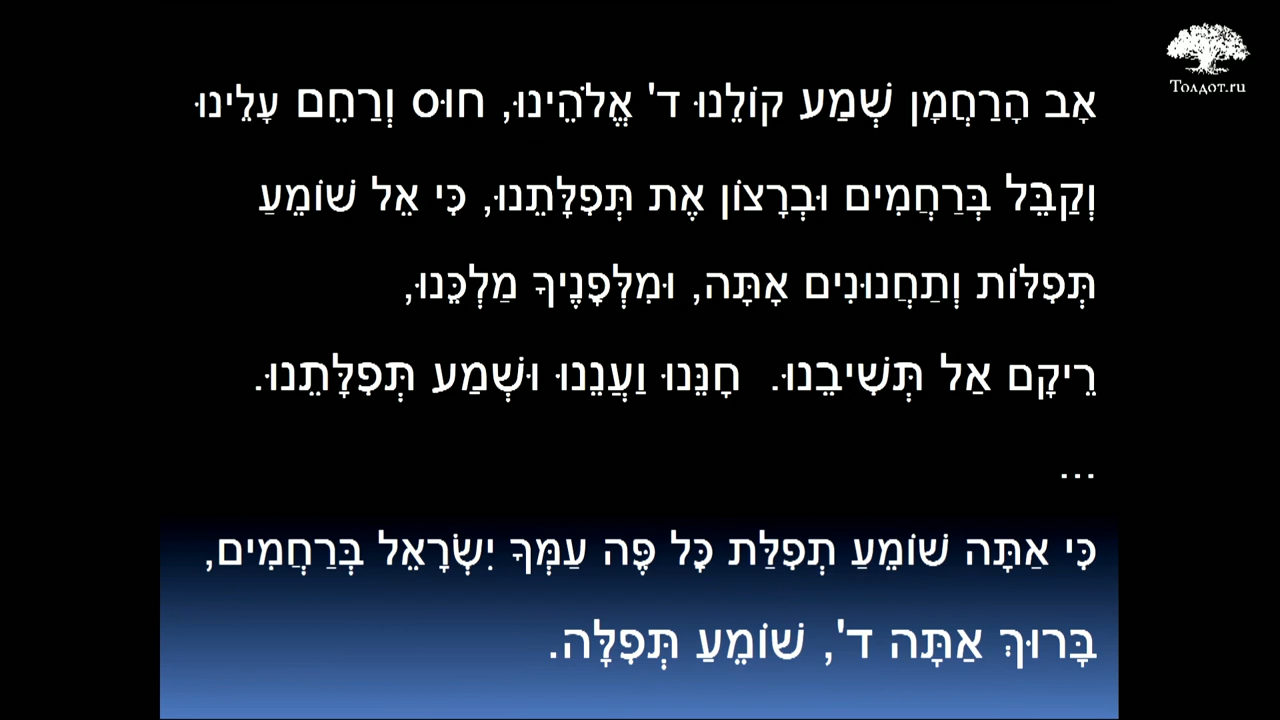 Толдот.ru
אָב הָרַחְמָן שְׁמַע קוֹלֵנוּ ד' אֱלֹהֵינוּ, חוּס וְרַחֵם עָלֵינוּ
וְקַבֵּל בְּרַחֲמִים וּבְרָצוֹן אֶת תְּפִלָּתֵנוּ, כִּי אֵל שׁוֹמֵעַ
תְּפִלּוֹת וְתַחֲנוּנִים אָתָּה, וּמִלְּפָנֶיךָ מַלְכֵּנוּ,
רֵיקָם אַל תְּשִׁיבֵנוּ. חָנֵּנוּ וַעֲנֵנוּ וּשְׁמַע תְּפִלָּתֵנוּ.
...
כִּי אַתָּה שׁוֹמֵעַ תְפִלַּת כָּל פֶּה עַמְּךָ יִשְׂרָאֵל בְּרַחֲמִים,
בָּרוּךְ אַתָּה ד', שׁוֹמֵעַ תְּפִלָּה.